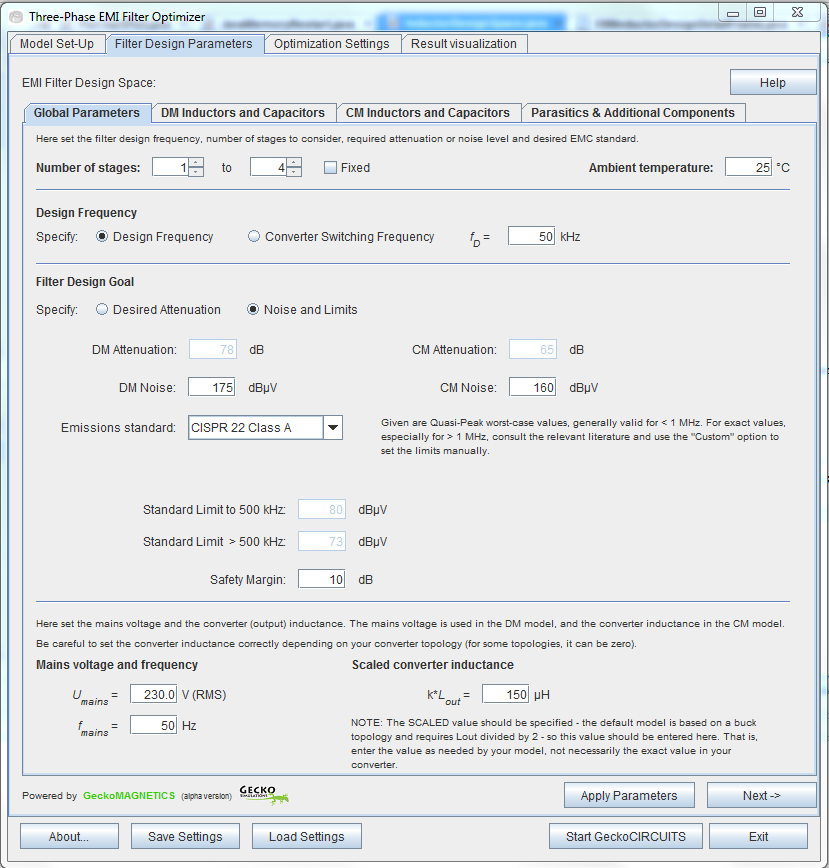 Three-Phase EMI Filter Optimizer
Model Set-Up Filter Design Parameters Optimization Settings Result visualization
EMI Filter Design Space: Help
Global Parameters DM Inductors and Capacitors CM Inductors and Capacitors Parasitics & Additional Components
Here set the filter design frequency, number of stages to consider, required attenuation or noise level and desired EMC standard.
Number of stages: 1 to 4 Fixed Ambient temperature: 25 °C
Design Frequency
Specify: Design Frequency Converter Switching Frequency f_D = 50 kHz
Filter Design Goal
Specify: Desired Attenuation Noise and Limits
DM Attenuation: 78 dB CM Attenuation: 65 dB
DM Noise: 175 dBµV CM Noise: 160 dBµV
Emissions standard: CISPR 22 Class A
Given are Quasi-Peak worst-case values, generally valid for < 1 MHz. For exact values,
especially for > 1 MHz, consult the relevant literature and use the "Custom" option to
set the limits manually.
Standard Limit to 500 kHz: 80 dBµV
Standard Limit > 500 kHz: 73 dBµV
Safety Margin: 10 dB
Here set the mains voltage and the converter (output) inductance. The mains voltage is used in the DM model, and the converter inductance in the CM model.
Be careful to set the converter inductance correctly depending on your converter topology (for some topologies, it can be zero).
Mains voltage and frequency Scaled converter inductance
U_mains = 230.0 V (RMS) k*L_out = 150 µH
f_mains = 50 Hz
NOTE: The SCALED value should be specified - the default model is based on a buck
topology and requires Lout divided by 2 - so this value should be entered here. That is,
enter the value as needed by your model, not necessarily the exact value in your
converter.
Powered by GeckoMAGNETICS (alpha version) GECKO SIMULATIONS Apply Parameters Next ->
About... Save Settings Load Settings Start GeckoCIRCUITS Exit